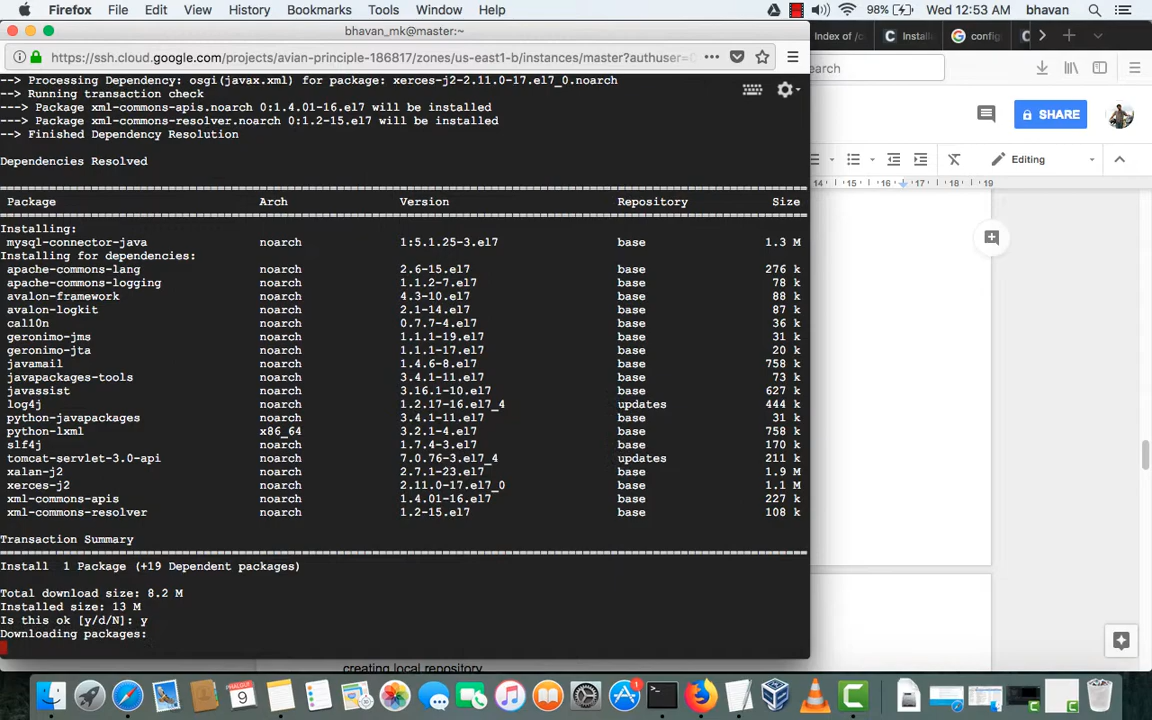 Firefox File Edit View History Bookmarks Tools Window Help 98% Wed 12:53 AM bhavan
bhavan_mk@master:~
https://ssh.cloud.google.com/projects/avian-principle-186817/zones/us-east1-b/instances/master?authuser=
Index of /c
Install
config
earch
SHARE
Editing
14 15 16 17 18 19
--> Processing Dependency: osgi(javax.xml) for package: xerces-j2-2.11.0-17.el7_0.noarch
--> Running transaction check
---> Package xml-commons-apis.noarch 0:1.4.01-16.el7 will be installed
---> Package xml-commons-resolver.noarch 0:1.2-15.el7 will be installed
--> Finished Dependency Resolution
Dependencies Resolved
Package Arch Version Repository Size
Installing:
mysql-connector-java noarch 1:5.1.25-3.el7 base 1.3 M
Installing for dependencies:
apache-commons-lang noarch 2.6-15.el7 base 276 k
apache-commons-logging noarch 1.1.2-7.el7 base 78 k
avalon-framework noarch 4.3-10.el7 base 88 k
avalon-logkit noarch 2.1-14.el7 base 87 k
cal10n noarch 0.7.7-4.el7 base 36 k
geronimo-jms noarch 1.1.1-19.el7 base 31 k
geronimo-jta noarch 1.1.1-17.el7 base 20 k
javamail noarch 1.4.6-8.el7 base 758 k
javapackages-tools noarch 3.4.1-11.el7 base 73 k
javassist noarch 3.16.1-10.el7 base 627 k
log4j noarch 1.2.17-16.el7_4 updates 444 k
python-javapackages noarch 3.4.1-11.el7 base 31 k
python-lxml x86_64 3.2.1-4.el7 base 758 k
slf4j noarch 1.7.4-3.el7 base 170 k
tomcat-servlet-3.0-api noarch 7.0.76-3.el7_4 updates 211 k
xalan-j2 noarch 2.7.1-23.el7 base 1.9 M
xerces-j2 noarch 2.11.0-17.el7_0 base 1.1 M
xml-commons-apis noarch 1.4.01-16.el7 base 227 k
xml-commons-resolver noarch 1.2-15.el7 base 108 k
Transaction Summary
Install 1 Package (+19 Dependent packages)
Total download size: 8.2 M
Installed size: 13 M
Is this ok [y/d/N]: y
Downloading packages:
creating local repository